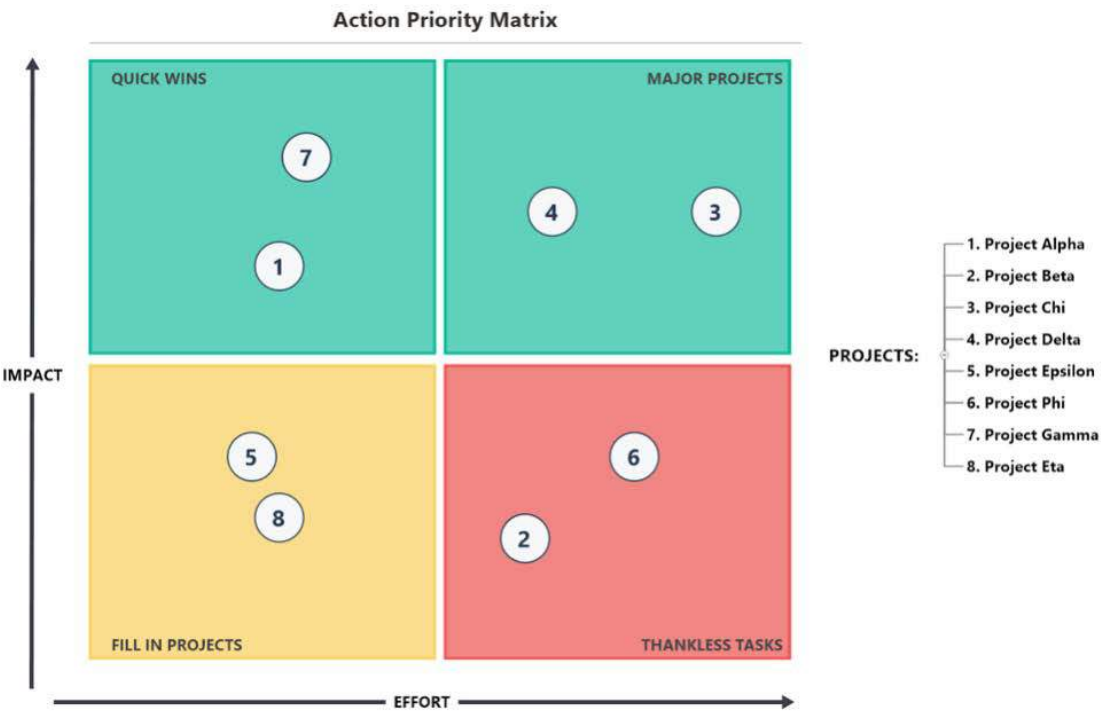 Action Priority Matrix
QUICK WINS
MAJOR PROJECTS
7
4
3
1
IMPACT
5
6
8
2
FILL IN PROJECTS
THANKLESS TASKS
EFFORT
PROJECTS:
1. Project Alpha
2. Project Beta
3. Project Chi
4. Project Delta
5. Project Epsilon
6. Project Phi
7. Project Gamma
8. Project Eta